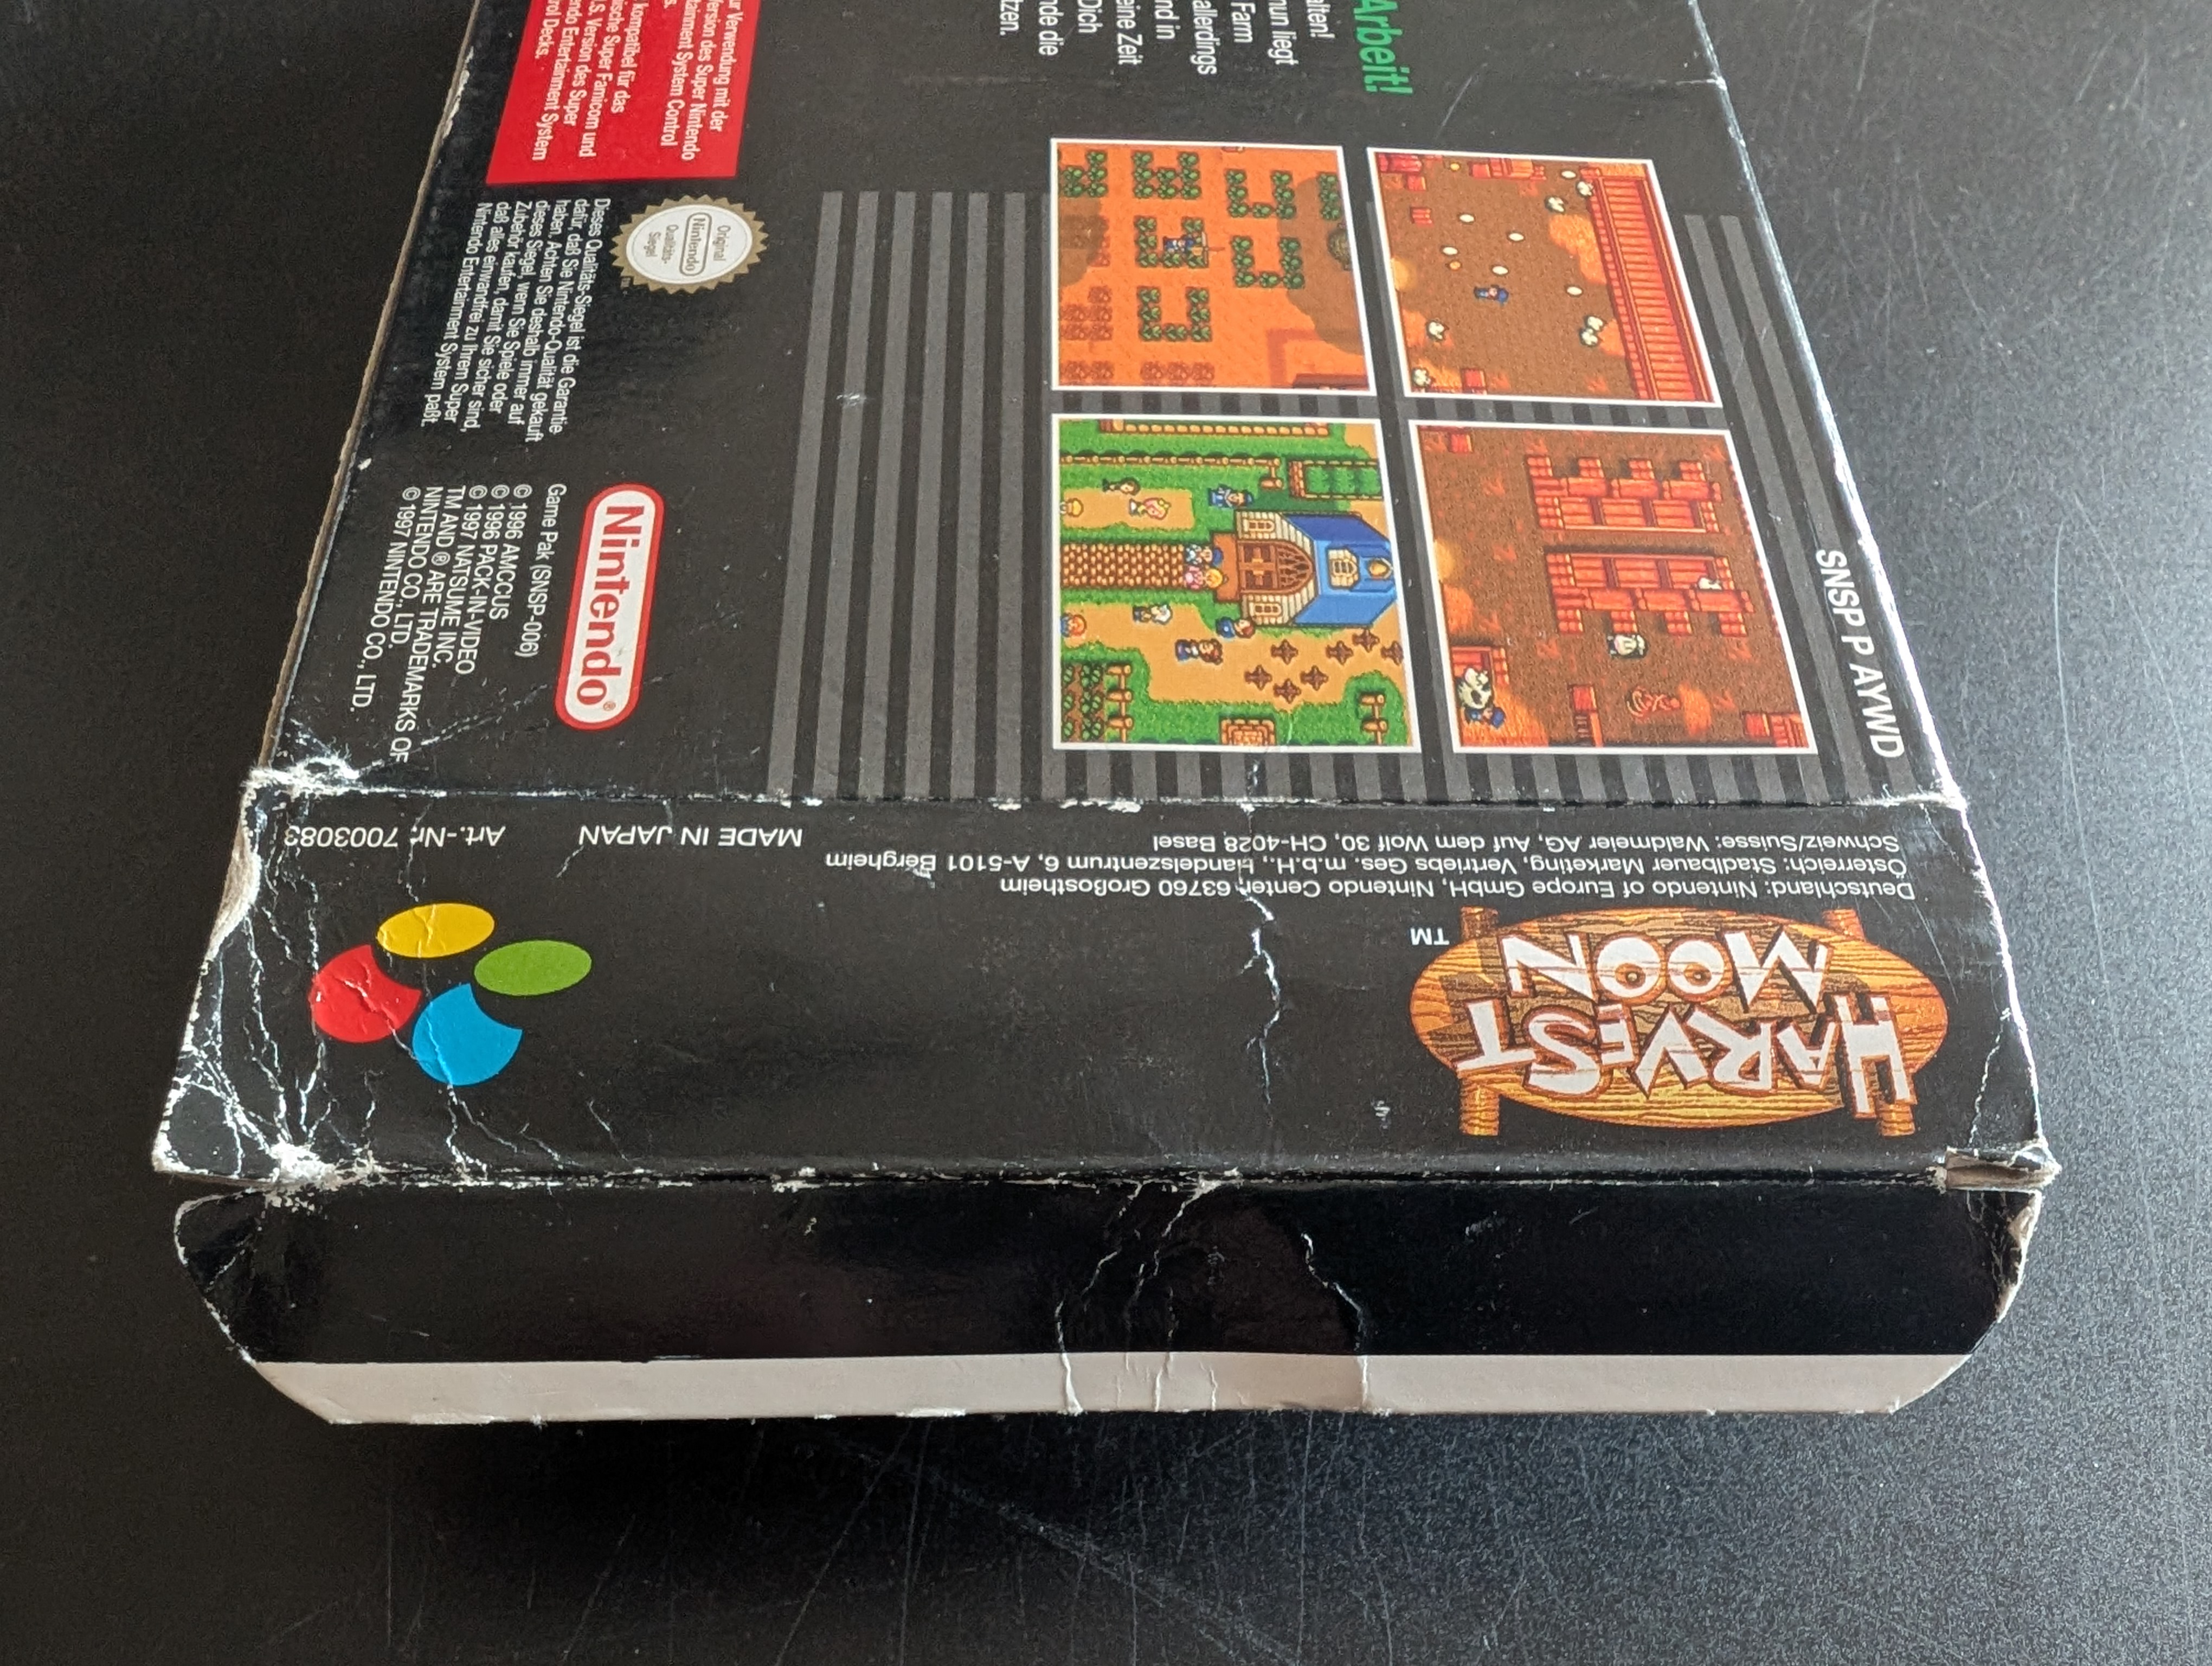 Arbeit!
alten!
nun liegt
Farm
allerdings
nd in
eine Zeit
Dich
nde die
tzen.
ur Verwendung mit der
Version des Super Nintendo
tainment System Control
s.
kompatibel für das
ische Super Famicom und
.S. Version des Super
endo Entertainment System
rol Decks.
Original
Nintendo
Qualitäts-
Siegel
TM
Dieses Qualitäts-Siegel ist die Garantie
dafür, daß Sie Nintendo-Qualität gekauft
haben. Achten Sie deshalb immer auf
dieses Siegel, wenn Sie Spiele oder
Zubehör kaufen, damit Sie sicher sind,
daß alles einwandfrei zu Ihrem Super
Nintendo Entertainment System paßt.
Nintendo®
Game Pak (SNSP-006)
© 1996 AMCCUS
© 1996 PACK-IN-VIDEO
© 1997 NATSUME INC.
TM AND ® ARE TRADEMARKS OF
NINTENDO CO., LTD.
© 1997 NINTENDO CO., LTD.
SNSP P AYWD
HARVEST
MOON
TM
Deutschland: Nintendo of Europe GmbH, Nintendo Center, 63760 Großostheim
Österreich: Stadlbauer Marketing, Vertriebs Ges. m.b.H., Handelszentrum 6, A-5101 Bergheim
Schweiz/Suisse: Waldmeier AG, Auf dem Wolf 30, CH-4028 Basel
MADE IN JAPAN
Art.-Nr. 7003083